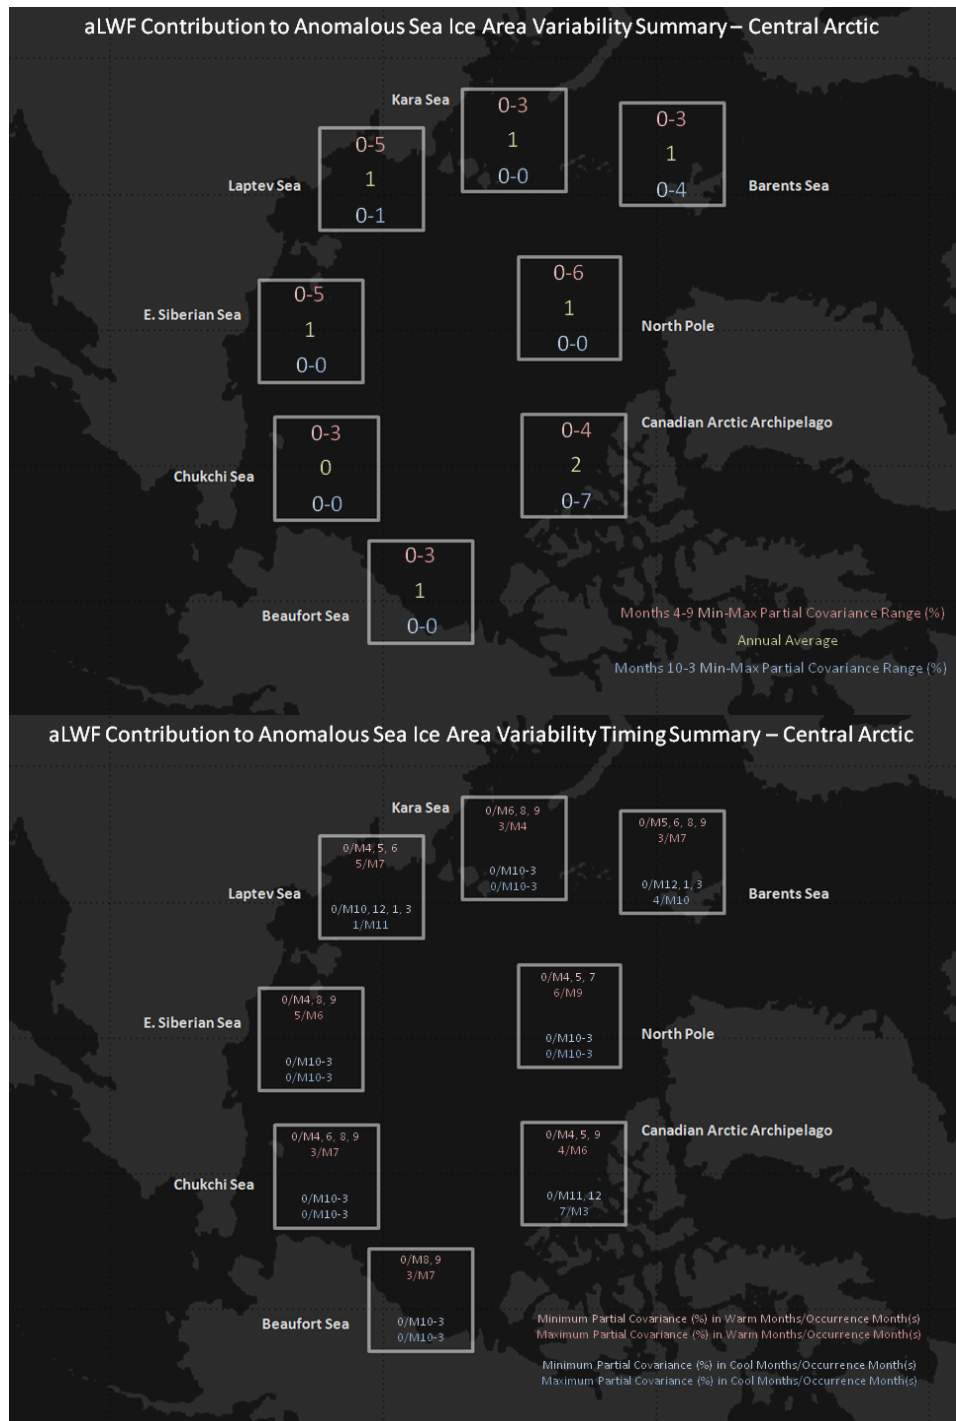 aLWF Contribution to Anomalous Sea Ice Area Variability Summary – Central Arctic
Kara Sea
0-3
1
0-0
0-3
1
0-4
Barents Sea
Laptev Sea
0-5
1
0-1
E. Siberian Sea
0-5
1
0-0
0-6
1
0-0
North Pole
Chukchi Sea
0-3
0
0-0
0-4
2
0-7
Canadian Arctic Archipelago
Beaufort Sea
0-3
1
0-0
Months 4-9 Min-Max Partial Covariance Range (%)
Annual Average
Months 10-3 Min-Max Partial Covariance Range (%)
aLWF Contribution to Anomalous Sea Ice Area Variability Timing Summary – Central Arctic
Kara Sea
0/M6, 8, 9
3/M4
0/M10-3
0/M10-3
0/M5, 6, 8, 9
3/M7
0/M12, 1, 3
4/M10
Barents Sea
Laptev Sea
0/M4, 5, 6
5/M7
0/M10, 12, 1, 3
1/M11
E. Siberian Sea
0/M4, 8, 9
5/M6
0/M10-3
0/M10-3
0/M4, 5, 7
6/M9
0/M10-3
0/M10-3
North Pole
Chukchi Sea
0/M4, 6, 8, 9
3/M7
0/M10-3
0/M10-3
0/M4, 5, 9
4/M6
0/M11, 12
7/M3
Canadian Arctic Archipelago
Beaufort Sea
0/M8, 9
3/M7
0/M10-3
0/M10-3
Minimum Partial Covariance (%) in Warm Months/Occurrence Month(s)
Maximum Partial Covariance (%) in Warm Months/Occurrence Month(s)
Minimum Partial Covariance (%) in Cool Months/Occurrence Month(s)
Maximum Partial Covariance (%) in Cool Months/Occurrence Month(s)